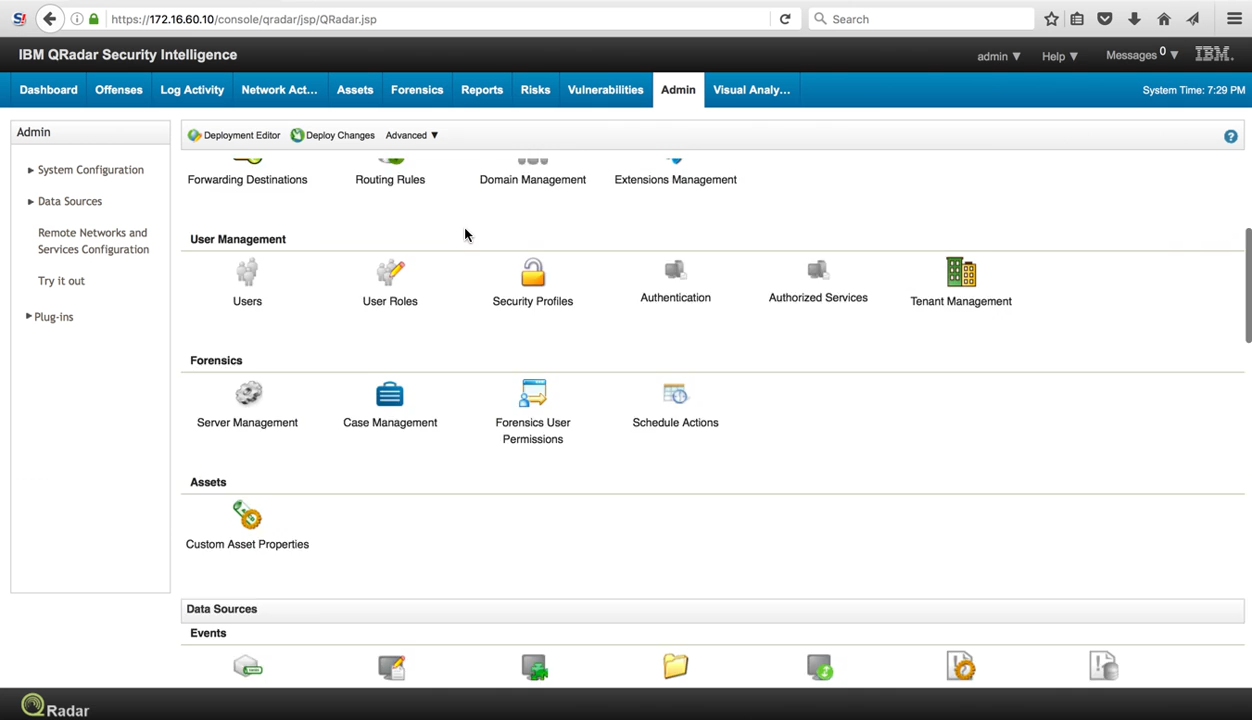 https://172.16.60.10/console/qradar/jsp/QRadar.jsp
Search
IBM QRadar Security Intelligence
admin ▼ Help ▼ Messages 0 ▼ IBM.
Dashboard Offenses Log Activity Network Act... Assets Forensics Reports Risks Vulnerabilities Admin Visual Analy... System Time: 7:29 PM
Admin
System Configuration
Data Sources
Remote Networks and
Services Configuration
Try it out
Plug-ins
Deployment Editor Deploy Changes Advanced ▼
Forwarding Destinations Routing Rules Domain Management Extensions Management
User Management
Users User Roles Security Profiles Authentication Authorized Services Tenant Management
Forensics
Server Management Case Management Forensics User
Permissions
Schedule Actions
Assets
Custom Asset Properties
Data Sources
Events
QRadar